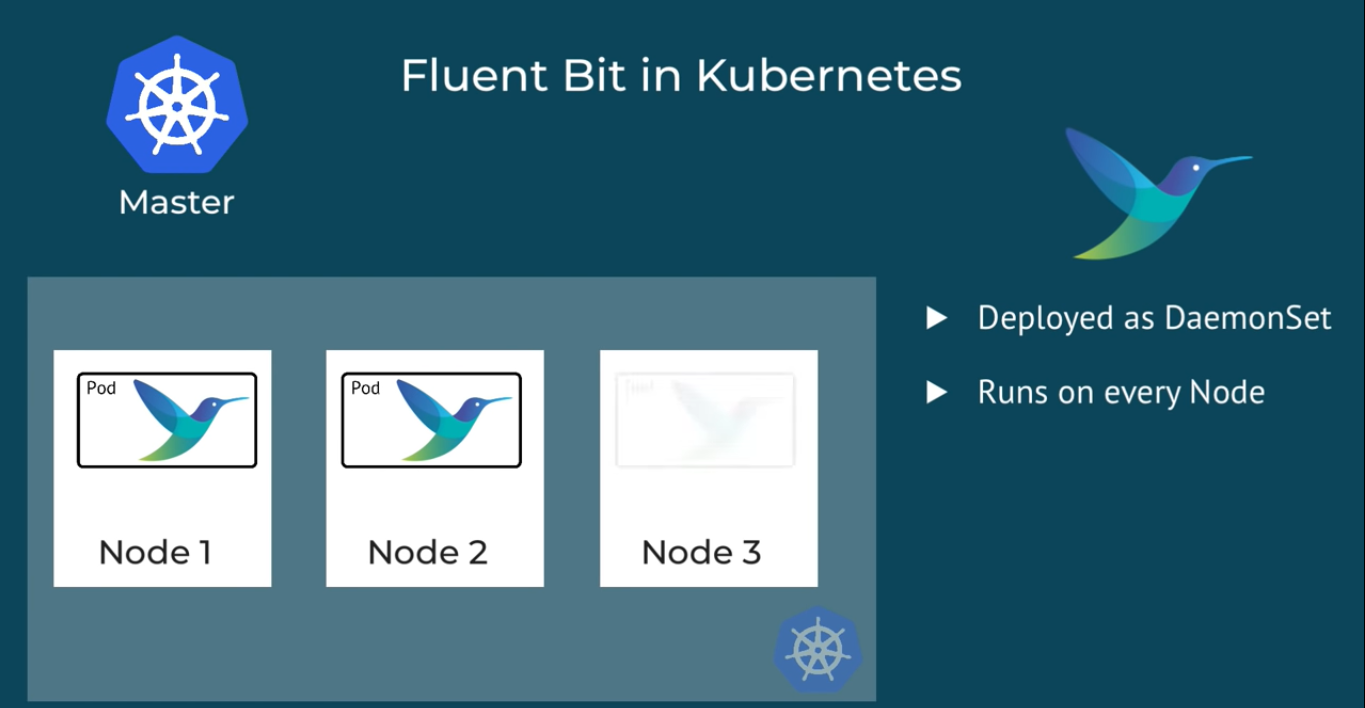 Fluent Bit in Kubernetes
Master
Deployed as DaemonSet
Runs on every Node
Pod
Pod
Node 1
Node 2
Node 3